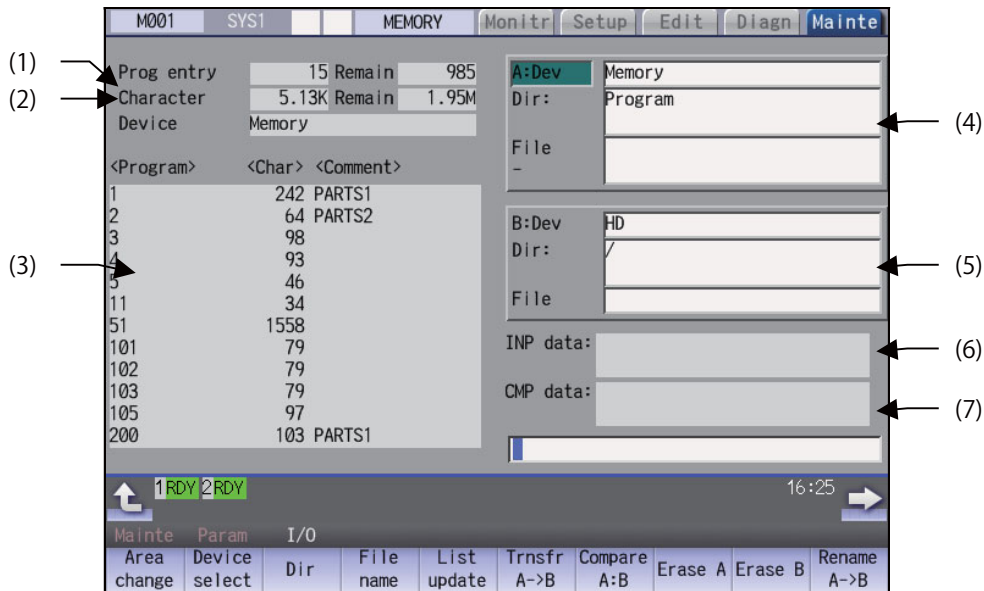 M001 SYS1 MEMORY Monitr Setup Edit Diagn Mainte
(1) Prog entry 15 Remain 985
(2) Character 5.13K Remain 1.95M
Device Memory
<Program> <Char> <Comment>
1 242 PARTS1
2 64 PARTS2
3 98
4 93
(3)
5 46
11 34
51 1558
101 79
102 79
103 79
105 97
200 103 PARTS1
A:Dev Memory
Dir: Program
(4)
File
-
B:Dev HD
Dir: /
(5)
File
INP data:
(6)
CMP data:
(7)
1RDY 2RDY 16:25
Mainte Param I/O
Area change
Device select
Dir
File name
List update
Trnsfr A->B
Compare A:B
Erase A
Erase B
Rename A->B